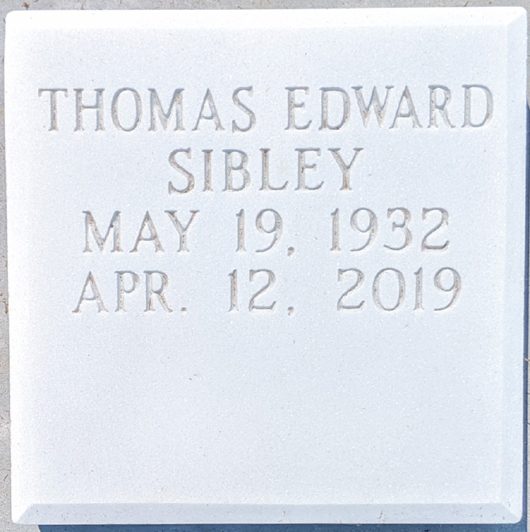 THOMAS EDWARD
SIBLEY
MAY 19, 1932
APR. 12, 2019